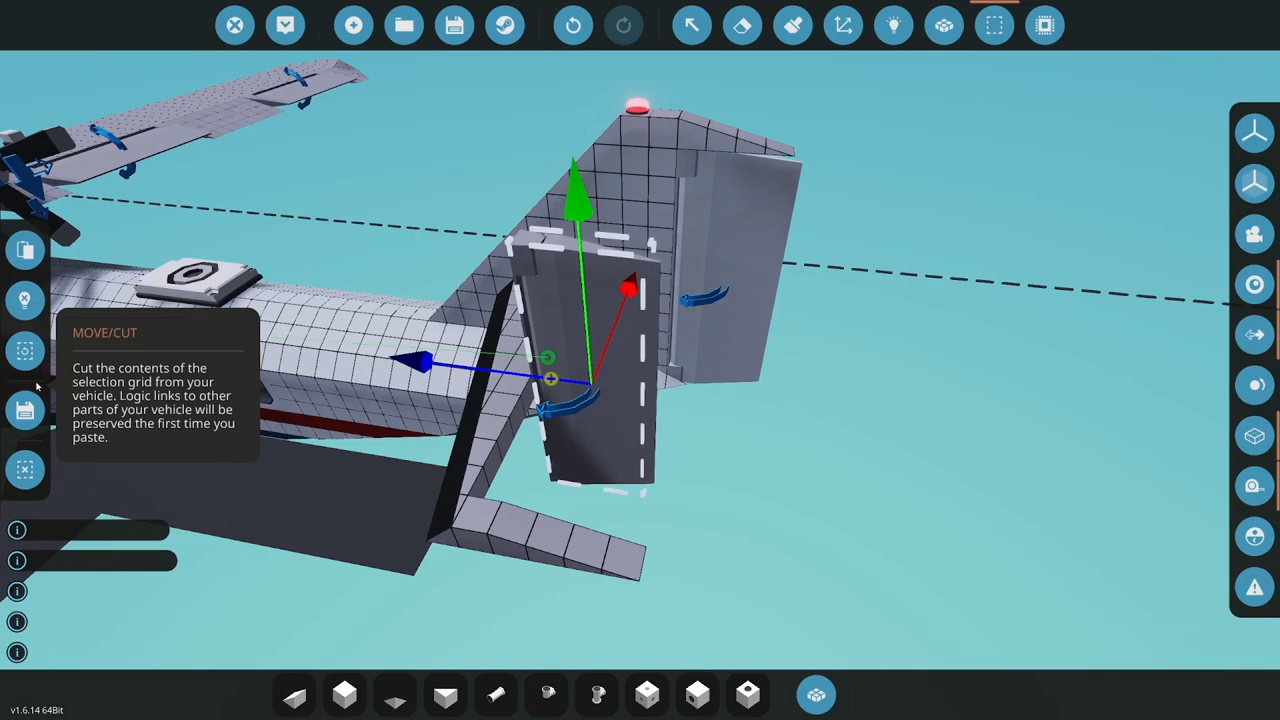 MOVE/CUT
Cut the contents of the
selection grid from your
vehicle. Logic links to other
parts of your vehicle will be
preserved the first time you
paste.
v1.6.14 64Bit